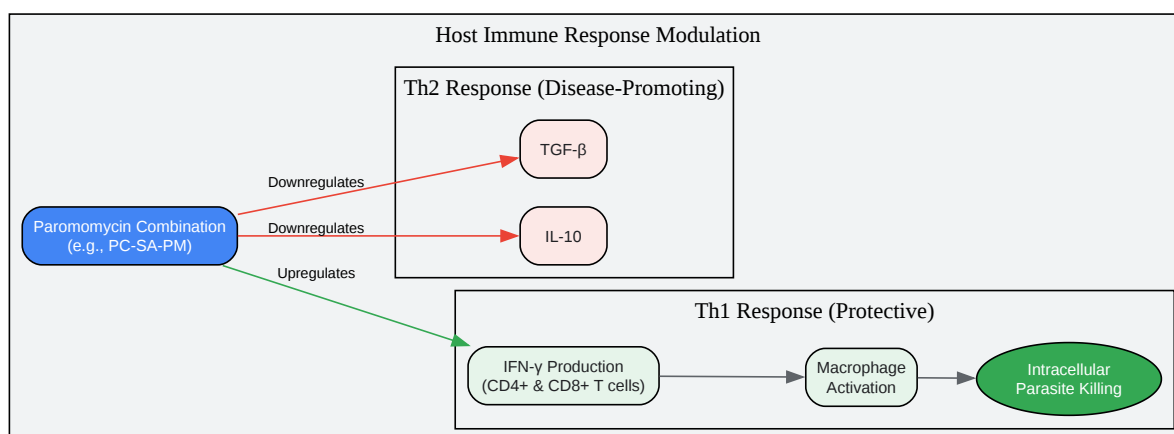 Host Immune Response Modulation
Th2 Response (Disease-Promoting)
TGF-β
Downregulates
Paromomycin Combination
(e.g., PC-SA-PM)
Downregulates
IL-10
Upregulates
Th1 Response (Protective)
IFN-γ Production
(CD4+ & CD8+ T cells)
Macrophage
Activation
Intracellular
Parasite Killing